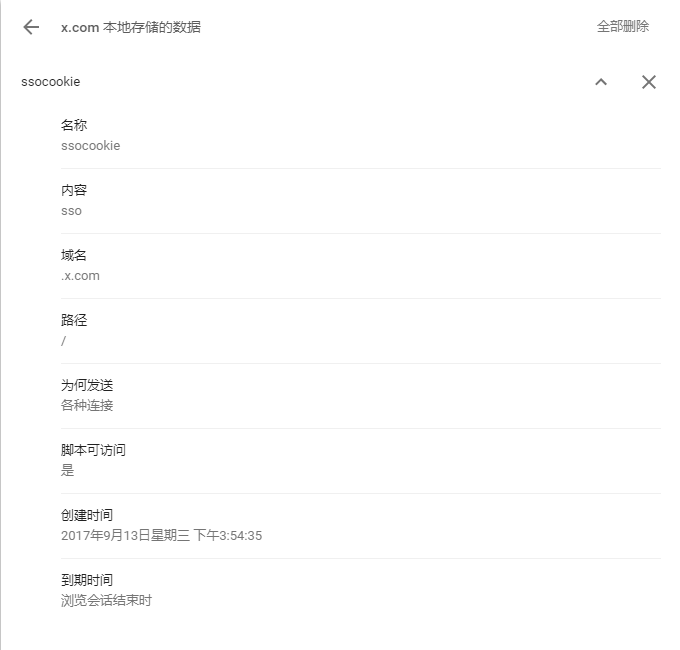 x.com 本地存储的数据
全部删除
ssocookie
名称
ssocookie
内容
sso
域名
.x.com
路径
/
为何发送
各种连接
脚本可访问
是
创建时间
2017年9月13日星期三 下午3:54:35
到期时间
浏览会话结束时